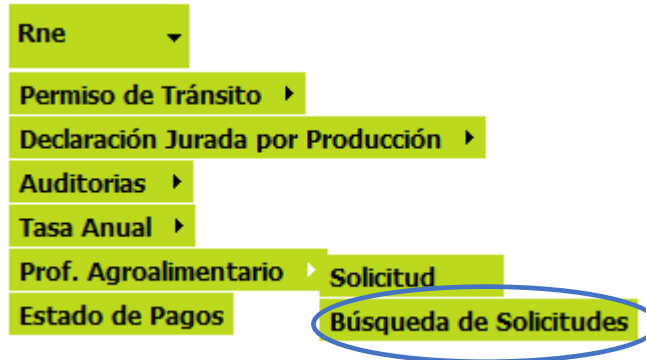 Rne
Permiso de Tránsito
Declaración Jurada por Producción
Auditorias
Tasa Anual
Prof. Agroalimentario
Solicitud
Estado de Pagos
Búsqueda de Solicitudes